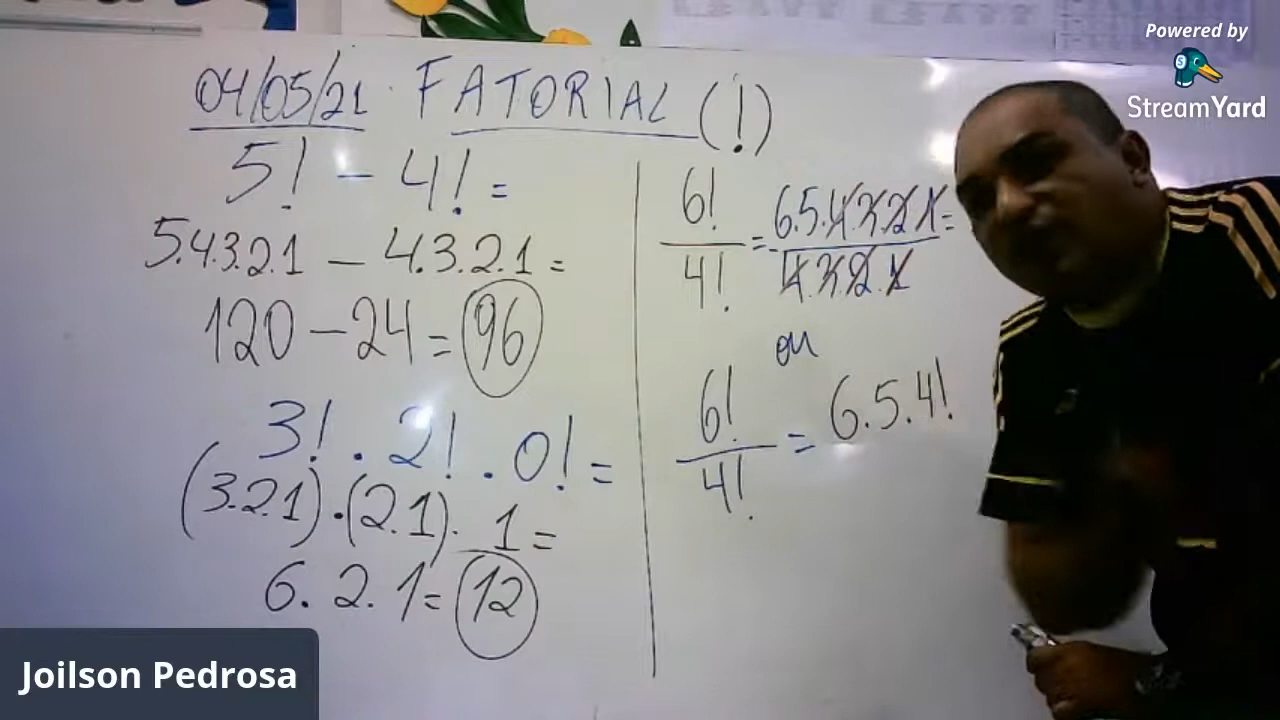 Powered by
StreamYard
04/05/21 FATORIAL (!)
5! - 4! =
5.4.3.2.1 - 4.3.2.1 =
120 - 24 = 96
3! . 2! . 0! =
(3.2.1) . (2.1) . 1 =
6. 2. 1 = 12
6!
4!
=
6.5.4.3.2.1
4.3.2.1
=
ou
6!
4!
= 6.5.4!
Joilson Pedrosa